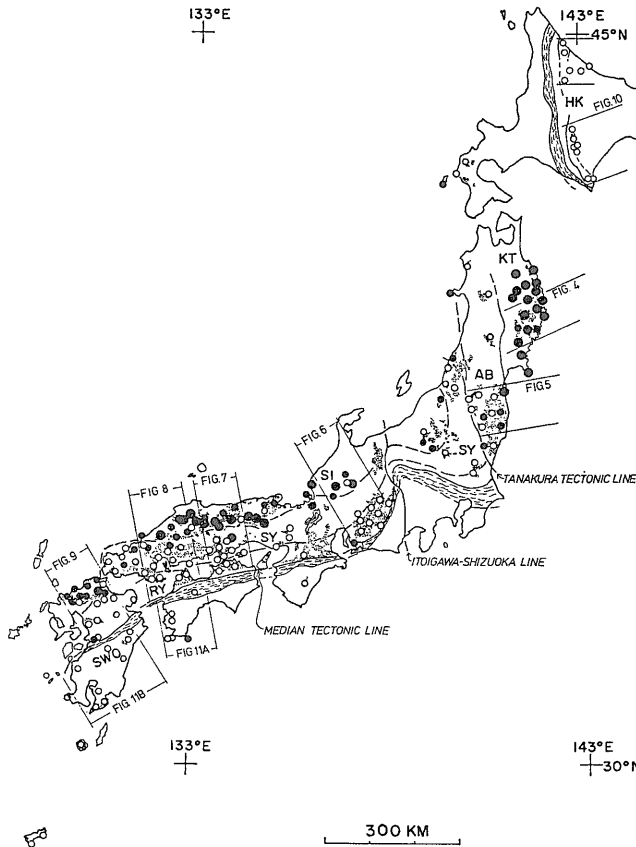 133°E
143°E
45°N
HK
FIG.10
KT
FIG. 4
AB
FIG.5
FIG. 6
SY
SI
TANAKURA TECTONIC LINE
FIG 8
FIG.7
SY
ITOIGAWA-SHIZUOKA LINE
FIG.9
RY
MEDIAN TECTONIC LINE
FIG 11A
SWO
FIG.11B
133°E
143°E
30°N
300 KM